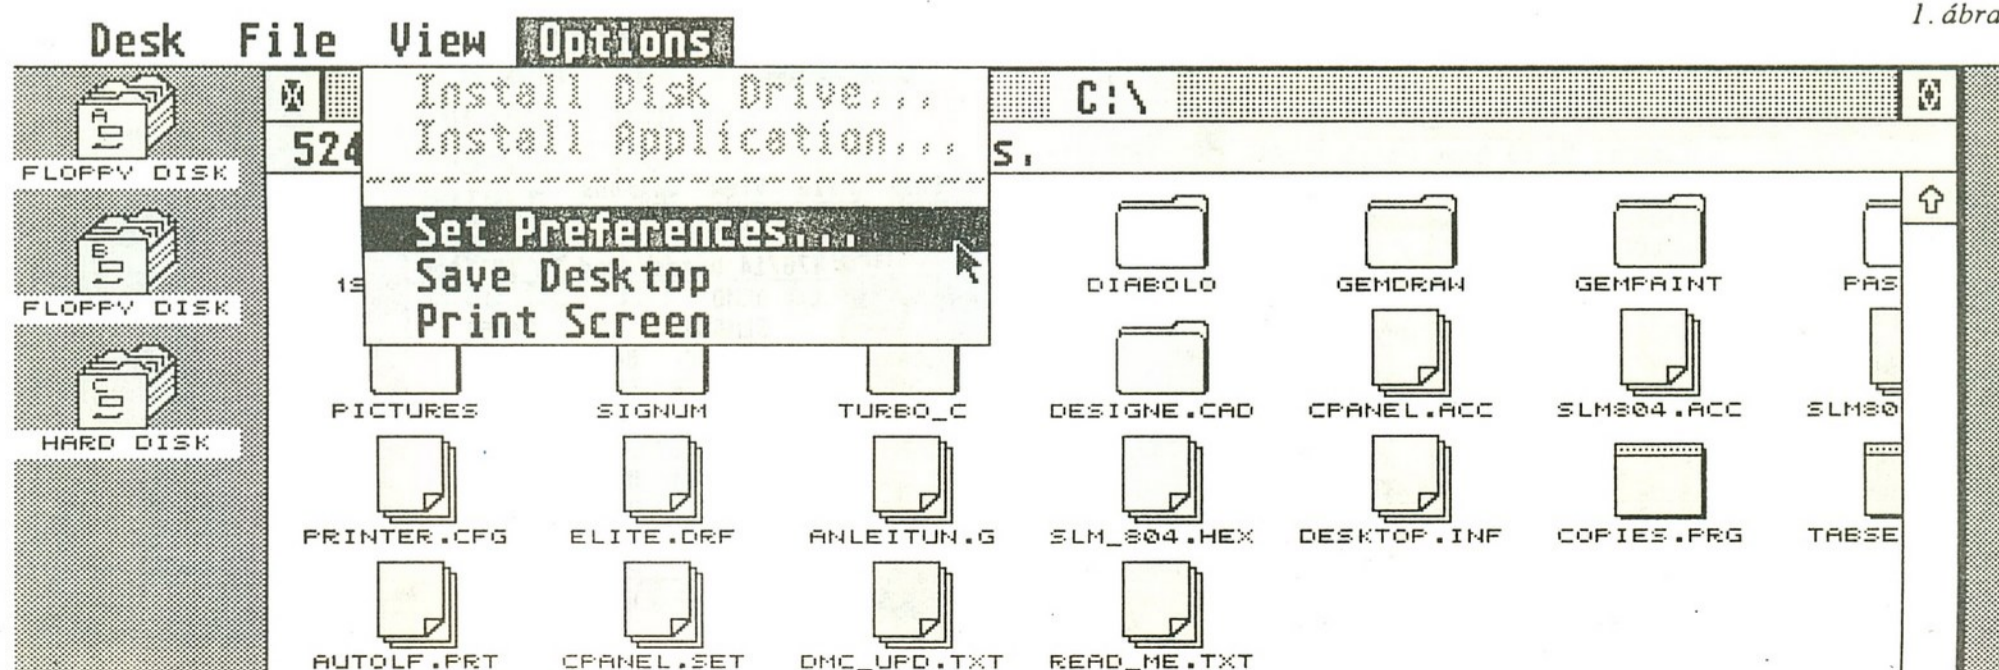 1. ábra
Desk File View Options
Install Disk Drive...
Install Application...
Set Preferences...
Save Desktop
Print Screen
C:\
524
s.
A
FLOPPY DISK
B
FLOPPY DISK
C
HARD DISK
DIABOLO GEMDRAW GEMPAINT PAS
PICTURES SIGNUM TURBO_C DESIGNE.CAD CPANEL.ACC SLM804.ACC SLM80
PRINTER.CFG ELITE.DRF ANLEITUN.G SLM_804.HEX DESKTOP.INF COPIES.PRG TABSE
AUTOLF.PRT CPANEL.SET DMC_UPD.TXT READ_ME.TXT